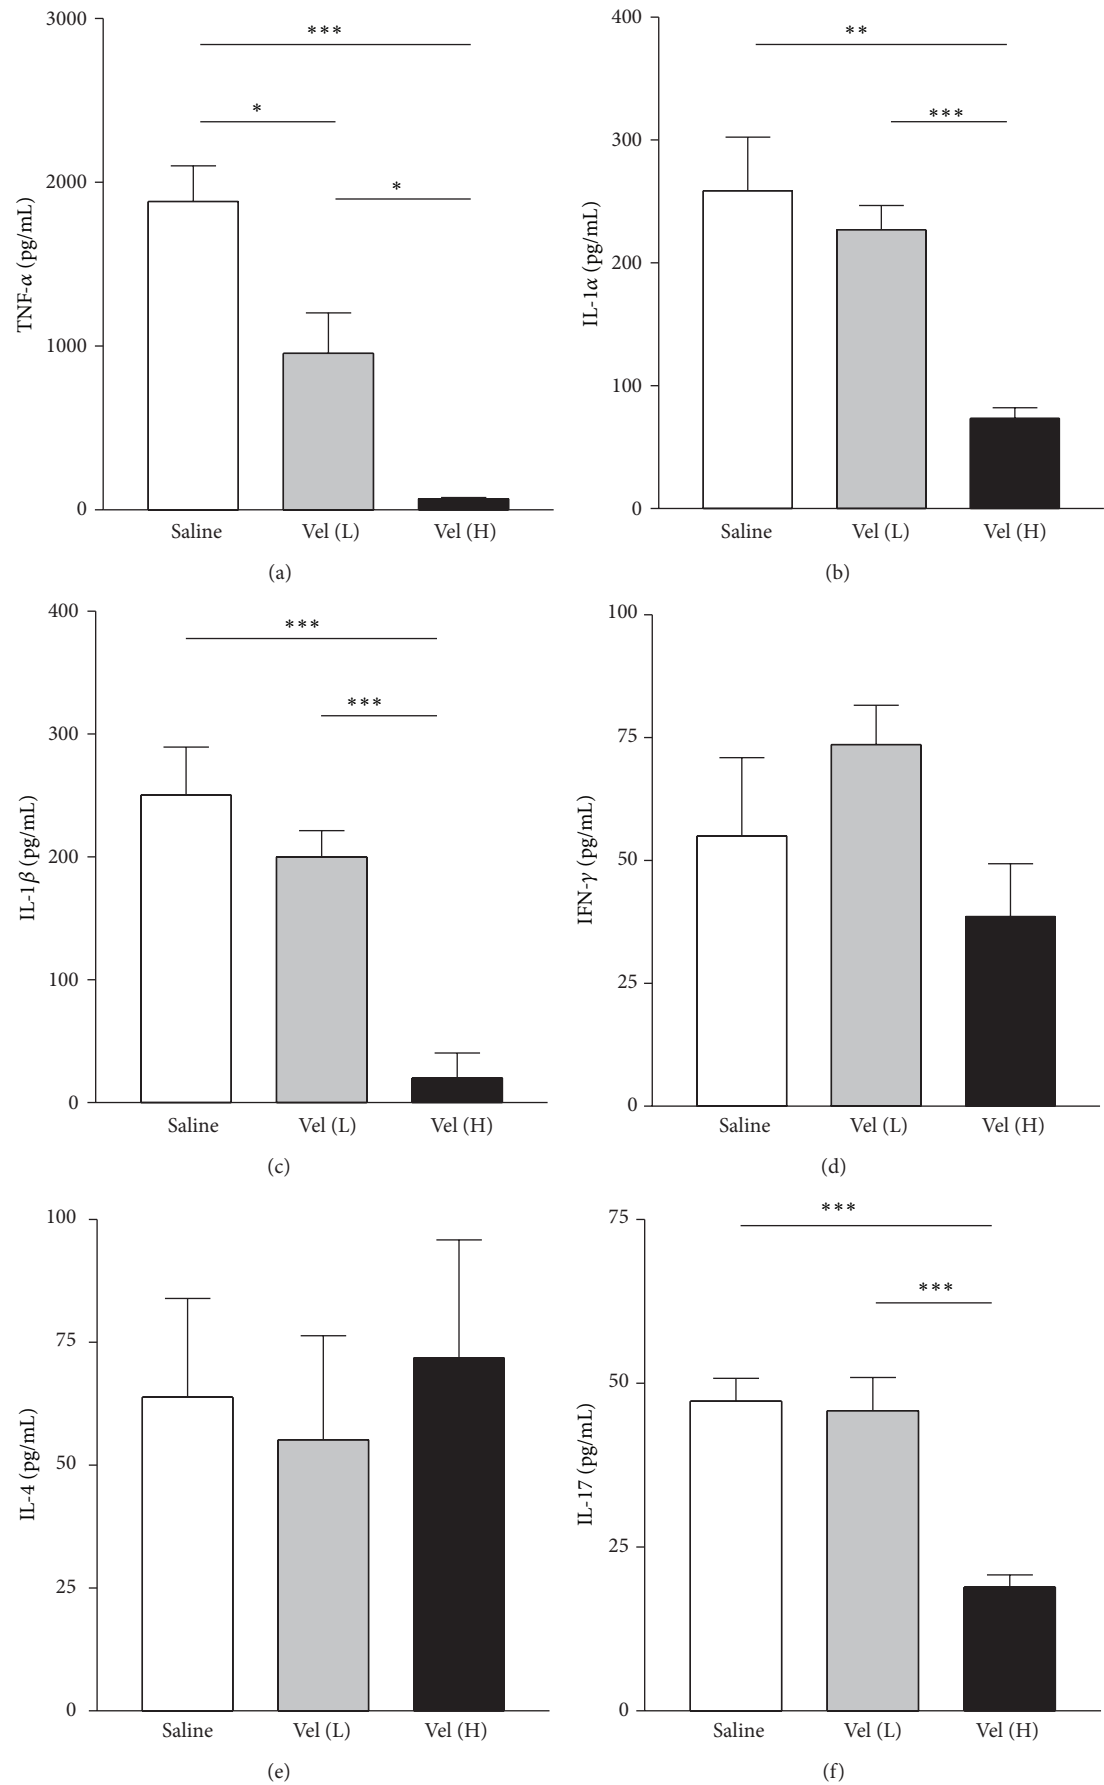 3000
2000
1000
0
TNF-α (pg/mL)
***
*
*
Saline Vel (L) Vel (H)
(a)
400
300
200
100
0
IL-1α (pg/mL)
**
***
Saline Vel (L) Vel (H)
(b)
400
300
200
100
0
IL-1β (pg/mL)
***
***
Saline Vel (L) Vel (H)
(c)
100
75
50
25
0
IFN-γ (pg/mL)
Saline Vel (L) Vel (H)
(d)
100
75
50
25
0
IL-4 (pg/mL)
Saline Vel (L) Vel (H)
(e)
75
50
25
0
IL-17 (pg/mL)
***
***
Saline Vel (L) Vel (H)
(f)